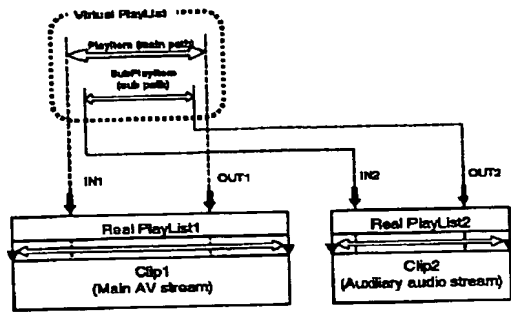 Virtual PlayList
PlayItem (main path)
SubPlayItem
(sub path)
IN1
OUT1
IN2
OUT2
Real PlayList1
Real PlayList2
Clip1
(Main AV stream)
Clip2
(Auxiliary audio stream)